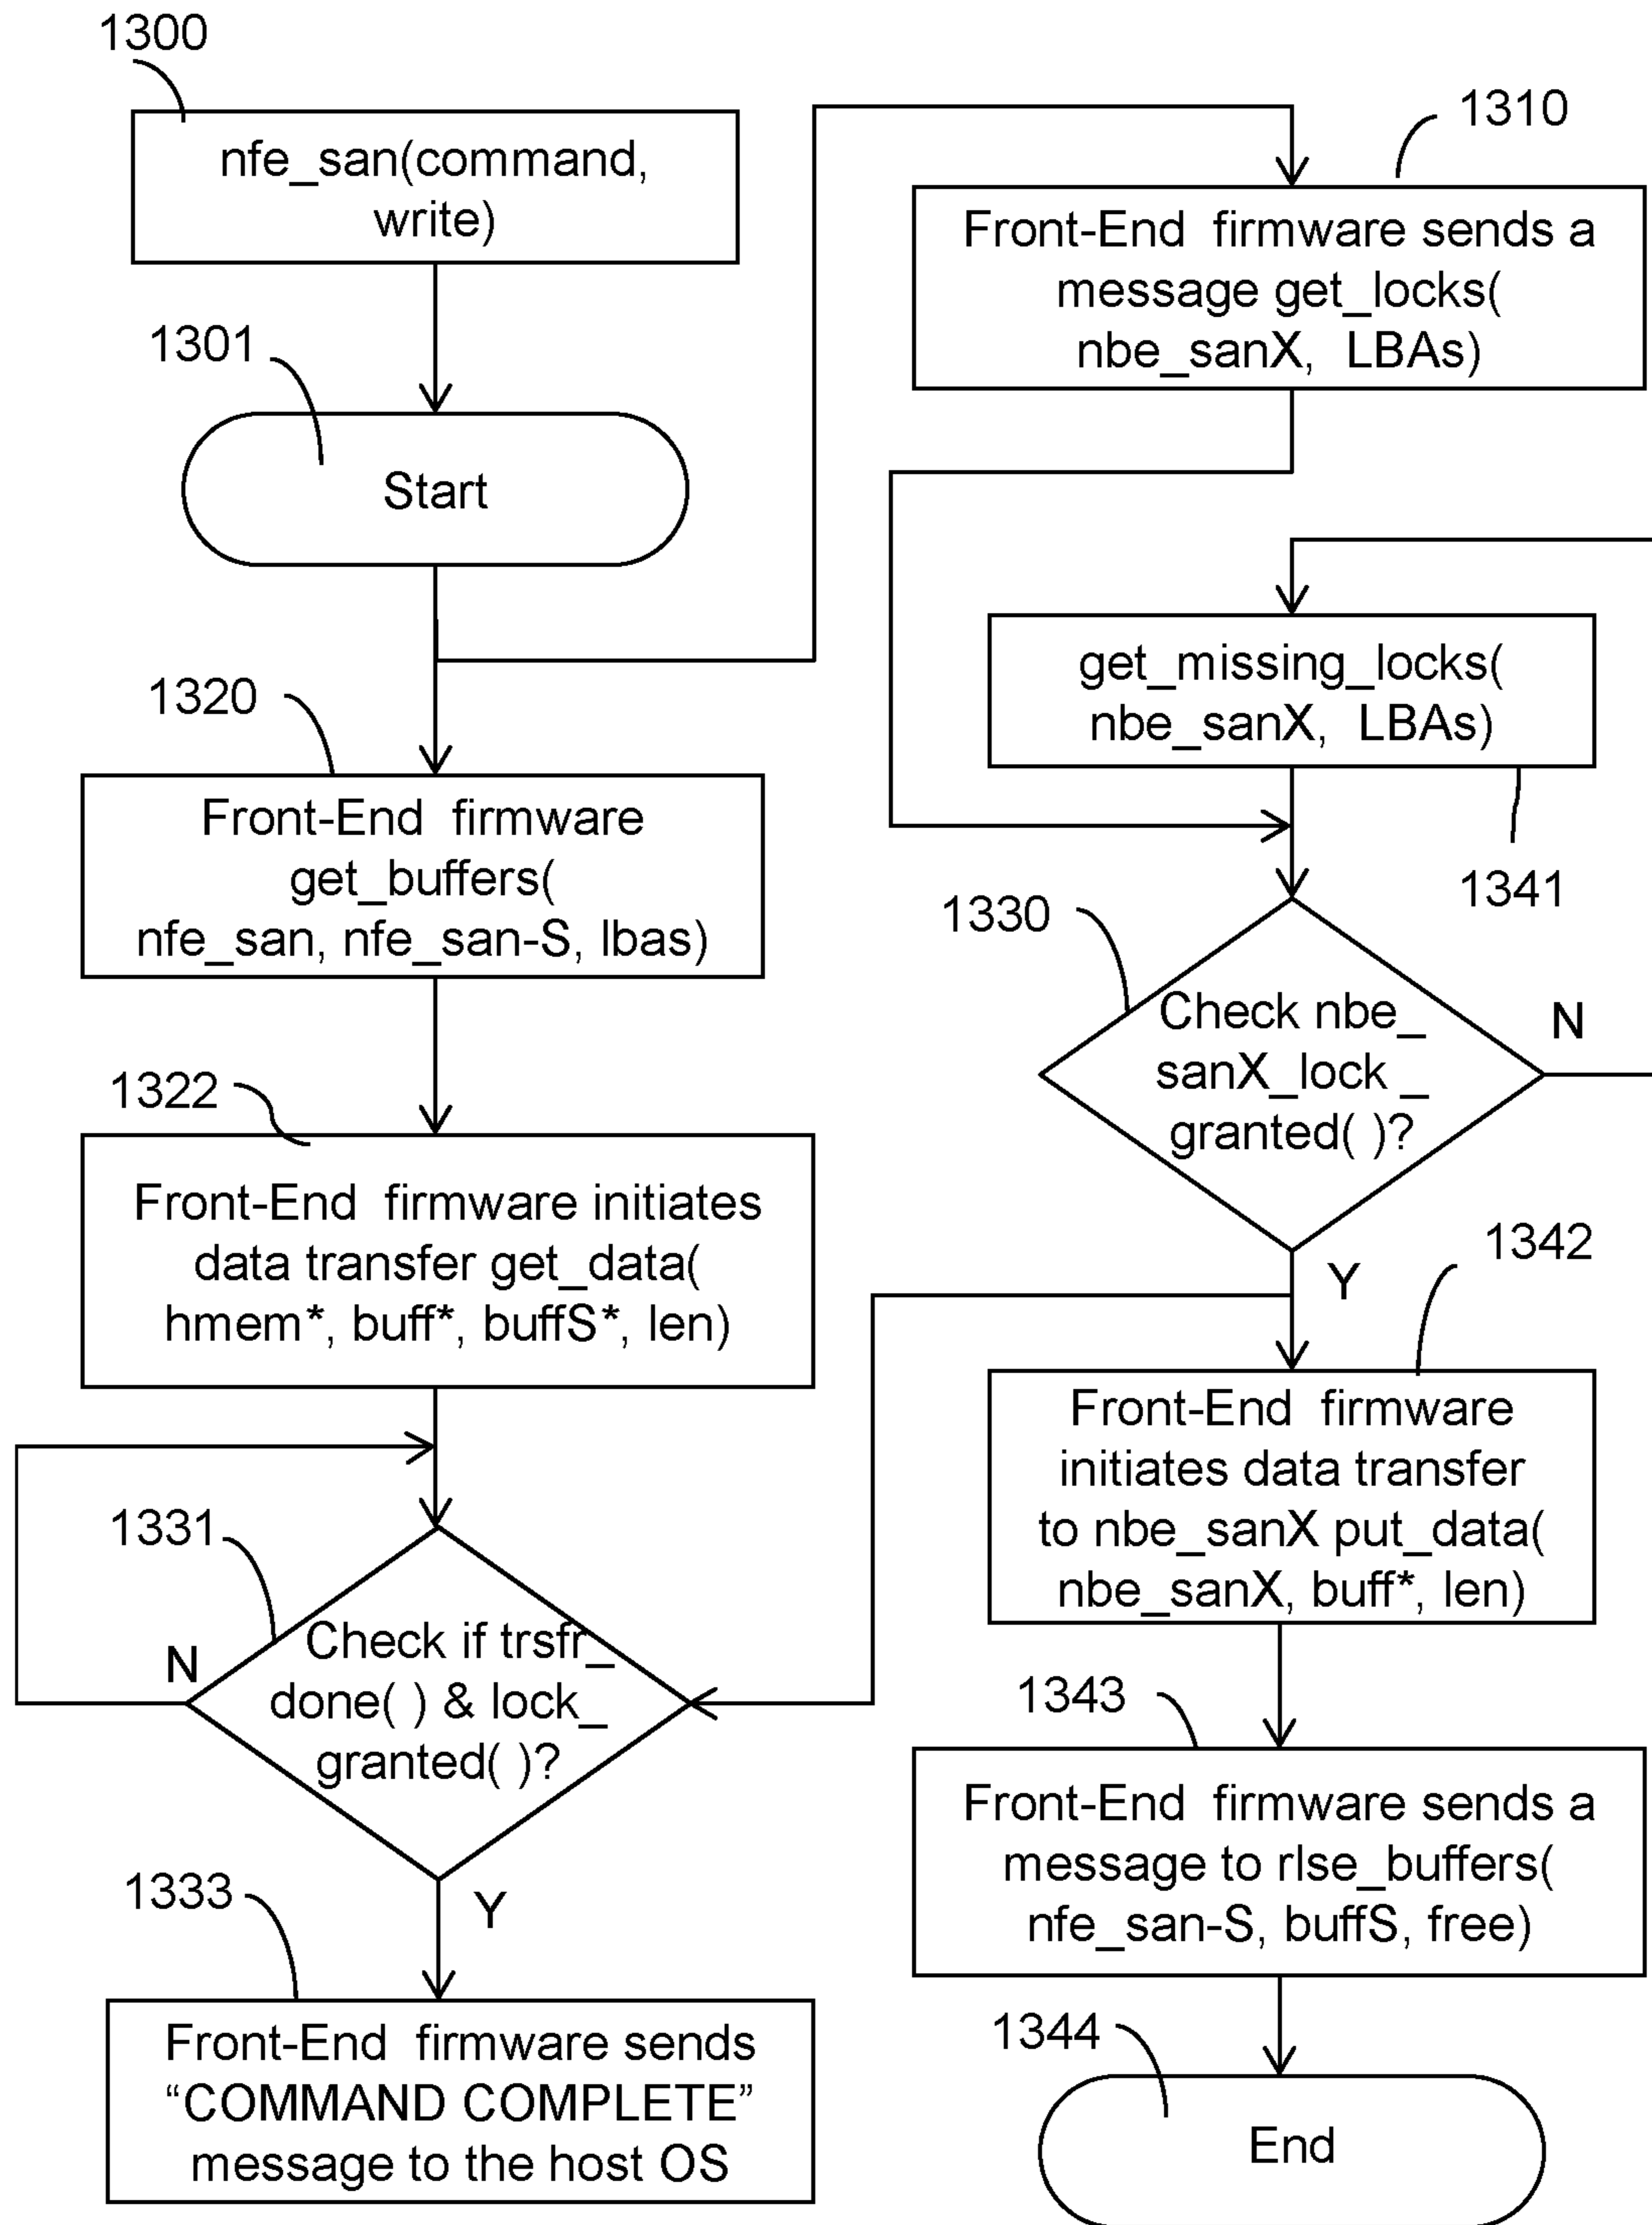 1300
nfe_san(command,
write)
1301
Start
1320
Front-End firmware
get_buffers(
nfe_san, nfe_san-S, lbas)
1322
Front-End firmware initiates
data transfer get_data(
hmem*, buff*, buffS*, len)
1331
Check if trsfr_
done( ) & lock_
granted( )?
N
Y
1333
Front-End firmware sends
“COMMAND COMPLETE”
message to the host OS
1310
Front-End firmware sends a
message get_locks(
nbe_sanX, LBAs)
get_missing_locks(
nbe_sanX, LBAs)
1341
1330
Check nbe_
sanX_lock _
granted( )?
N
Y
1342
Front-End firmware
initiates data transfer
to nbe_sanX put_data(
nbe_sanX, buff*, len)
1343
Front-End firmware sends a
message to rlse_buffers(
nfe_san-S, buffS, free)
1344
End